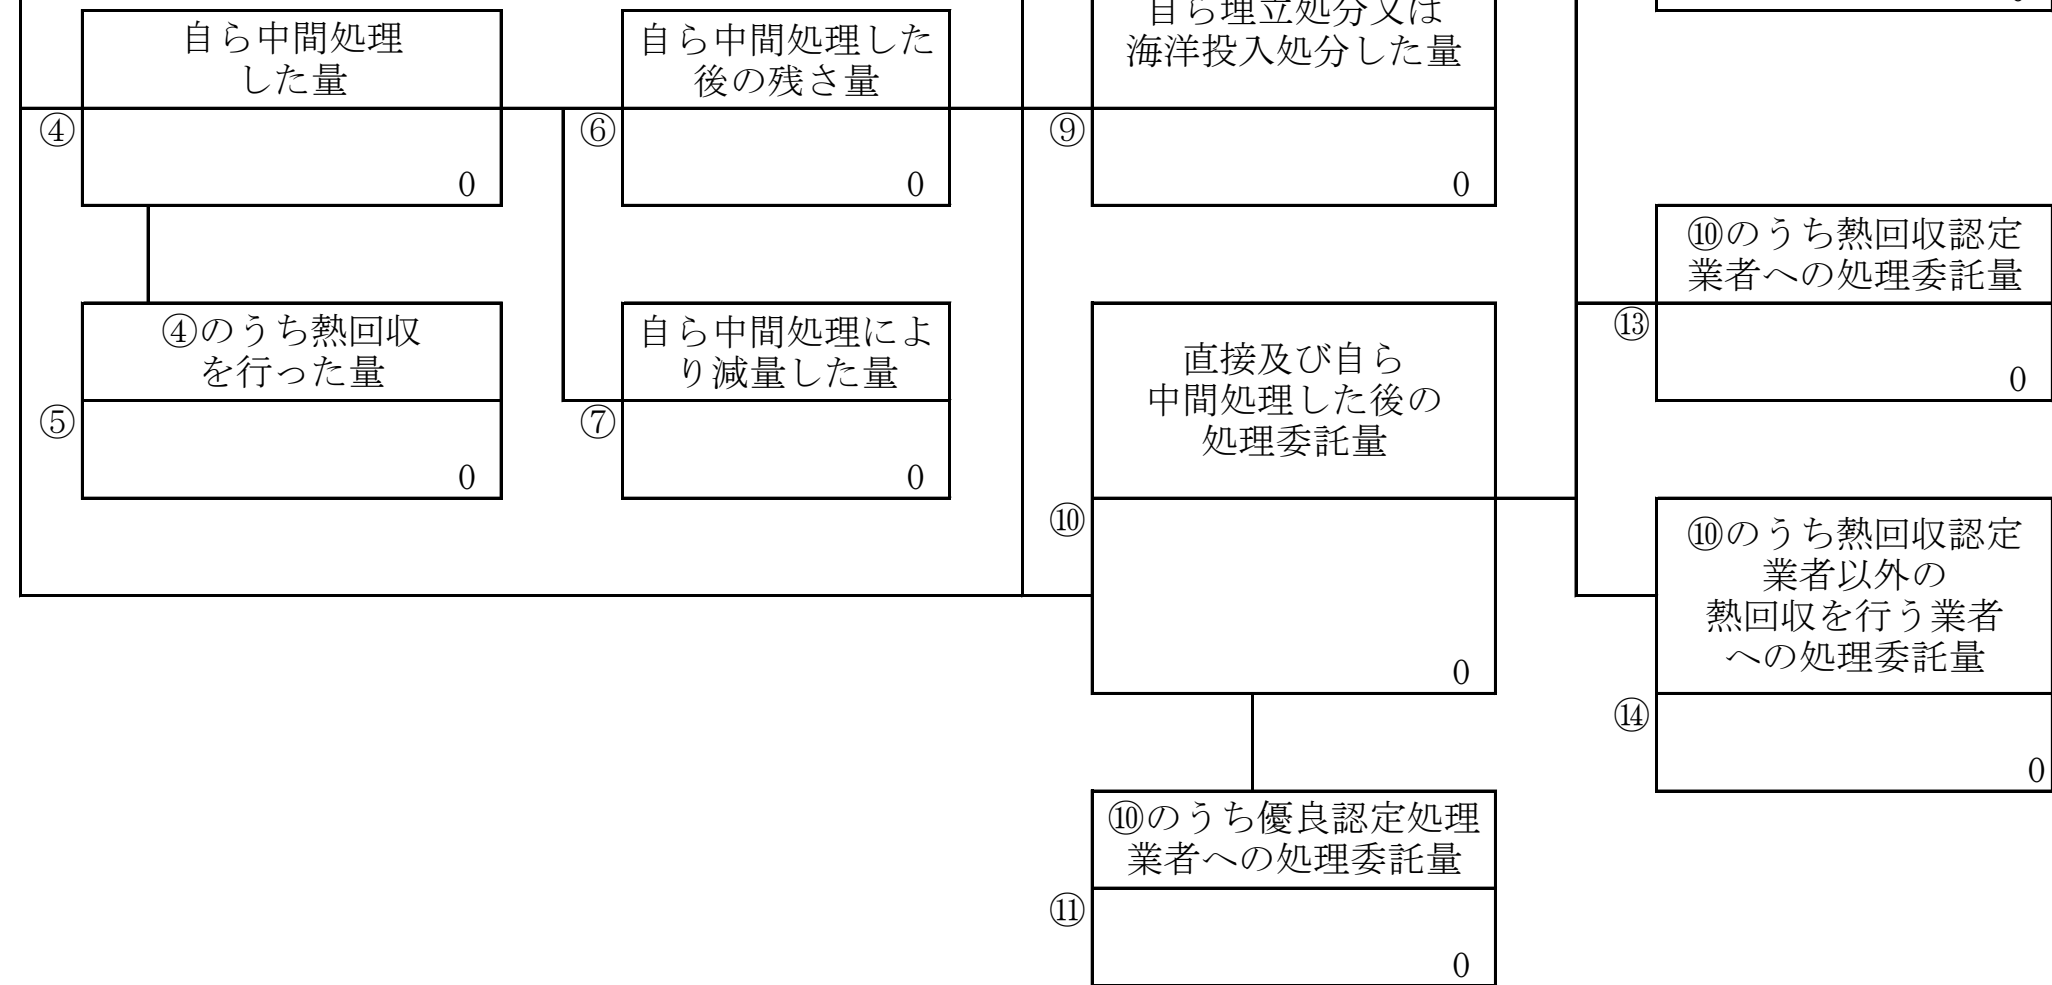 自ら中間処理
した量
④
0
④のうち熱回収
を行った量
⑤
0
自ら中間処理した
後の残さ量
⑥
0
自ら中間処理によ
り減量した量
⑦
0
自ら埋立処分又は
海洋投入処分した量
⑨
0
直接及び自ら
中間処理した後の
処理委託量
⑩
0
⑩のうち優良認定処理
業者への処理委託量
⑪
0
⑩のうち熱回収認定
業者への処理委託量
⑬
0
⑩のうち熱回収認定
業者以外の
熱回収を行う業者
への処理委託量
⑭
0